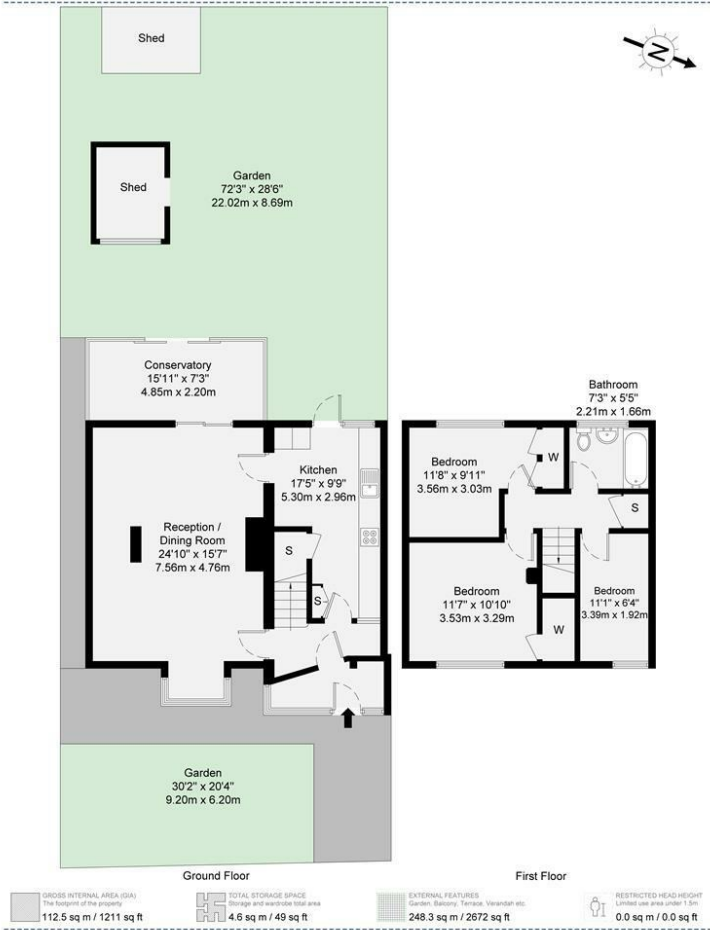 Shed
N
Shed
Garden
72'3" x 28'6"
22.02m x 8.69m
Conservatory
15'11" x 7'3"
4.85m x 2.20m
Bathroom
7'3" x 5'5"
2.21m x 1.66m
Kitchen
17'5" x 9'9"
5.30m x 2.96m
Bedroom
11'8" x 9'11"
3.56m x 3.03m
W
S
Reception /
Dining Room
24'10" x 15'7"
7.56m x 4.76m
S
S
Bedroom
11'7" x 10'10"
3.53m x 3.29m
W
Bedroom
11'1" x 6'4"
3.39m x 1.92m
Garden
30'2" x 20'4"
9.20m x 6.20m
Ground Floor
First Floor
GROSS INTERNAL AREA (GIA)
The footprint of the property
112.5 sq m / 1211 sq ft
TOTAL STORAGE SPACE
Storage and wardrobe total area
4.6 sq m / 49 sq ft
EXTERNAL FEATURES
Garden, Balcony, Terrace, Verandah etc.
248.3 sq m / 2672 sq ft
RESTRICTED HEAD HEIGHT
Limited use area under 1.5m
0.0 sq m / 0.0 sq ft